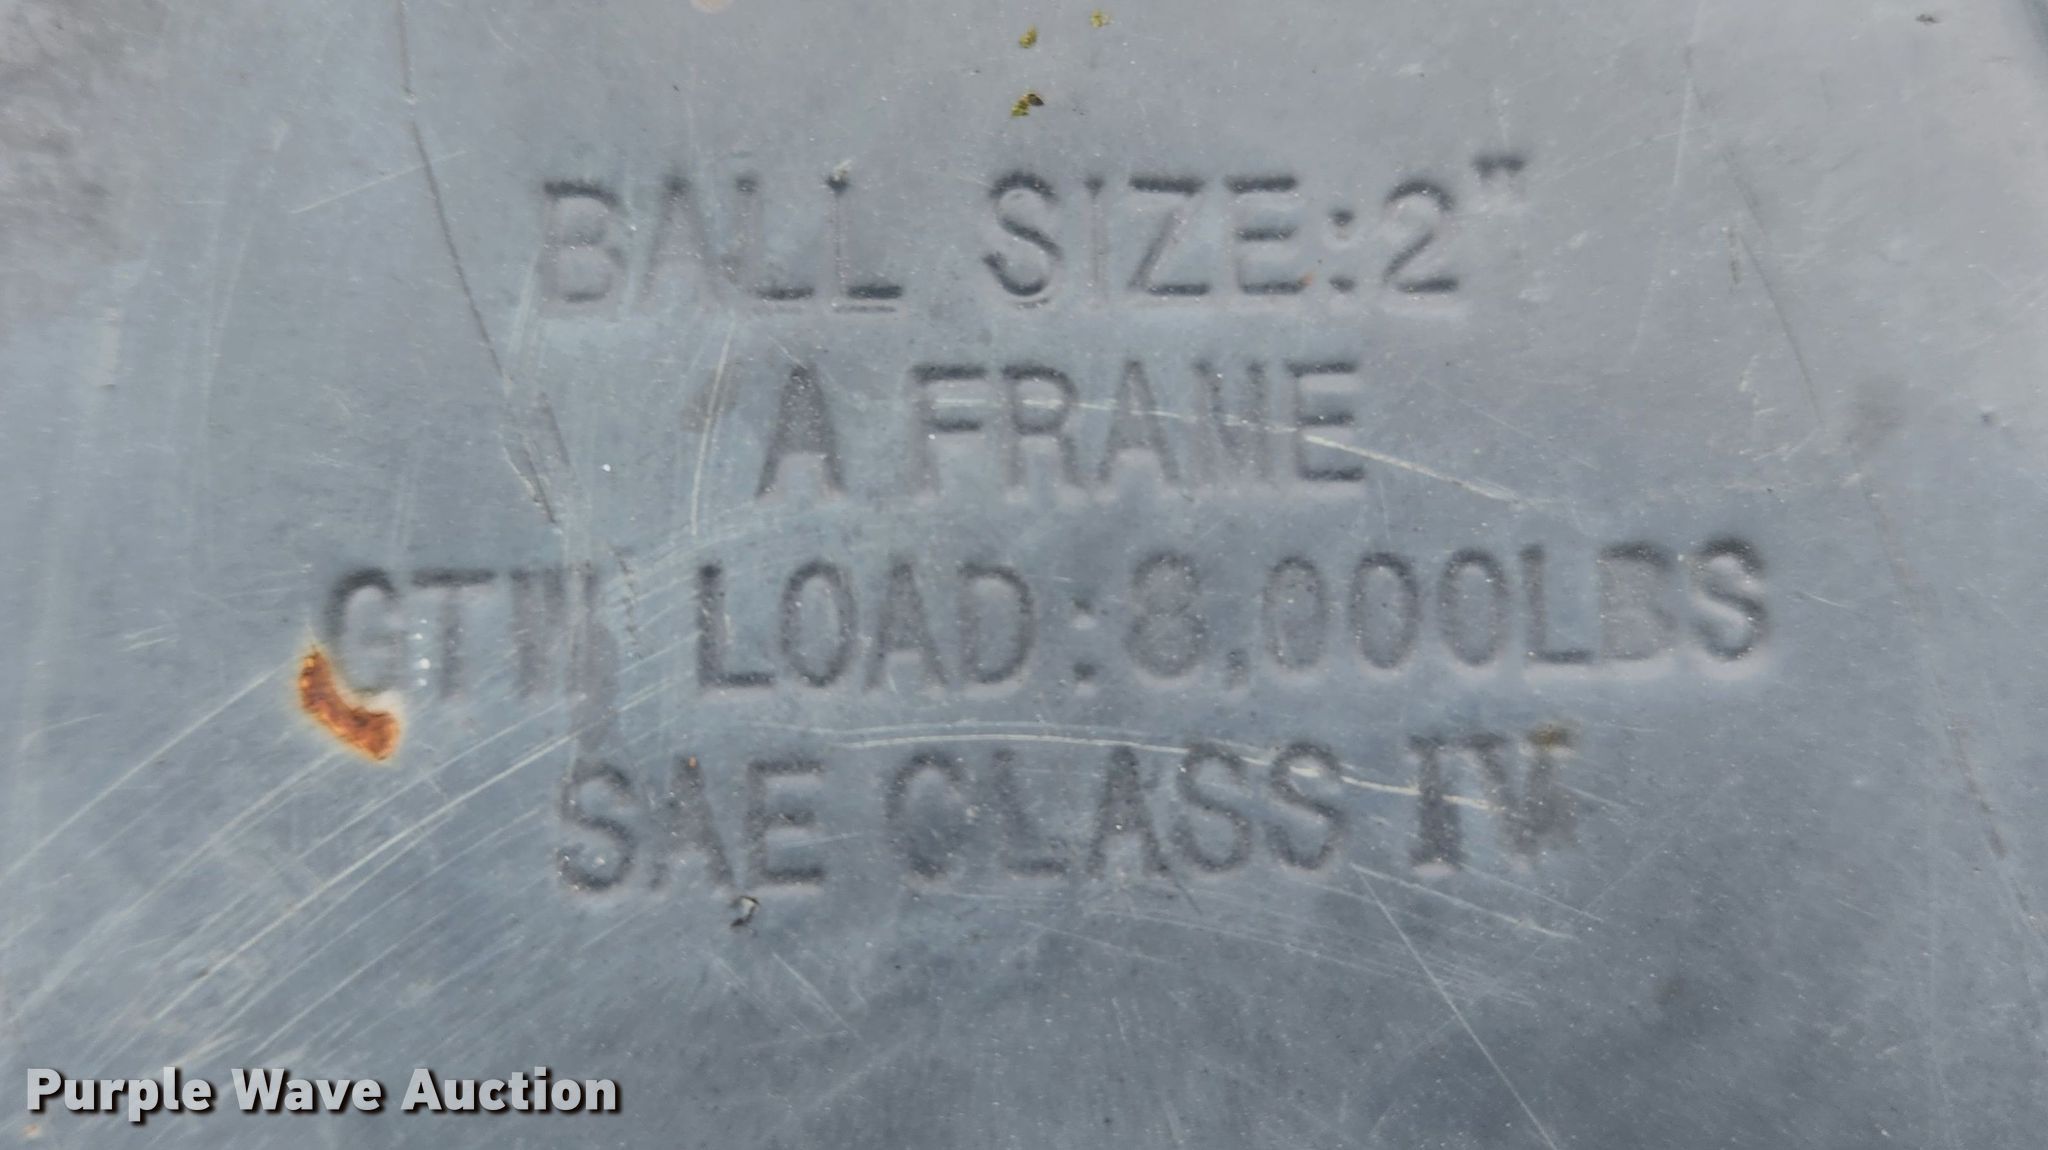 BALL SIZE:2"
A FRAME
GTW LOAD:8,000LBS
SAE CLASS IV
Purple Wave Auction